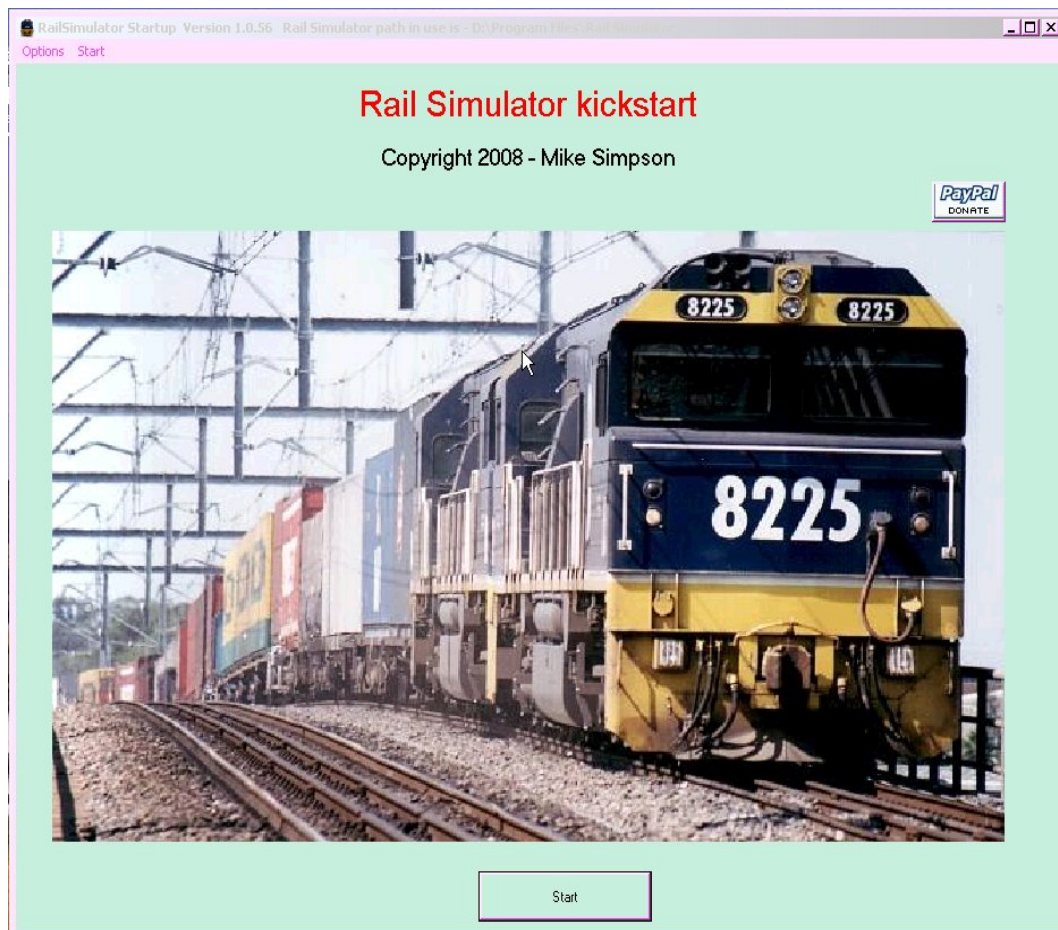 RailSimulator Startup Version 1.0.56 Rail Simulator path in use is - D:\Program Files\Rail Simulator
Options Start
Rail Simulator kickstart
Copyright 2008 - Mike Simpson
PayPal
DONATE
8225 8225
8225
Start